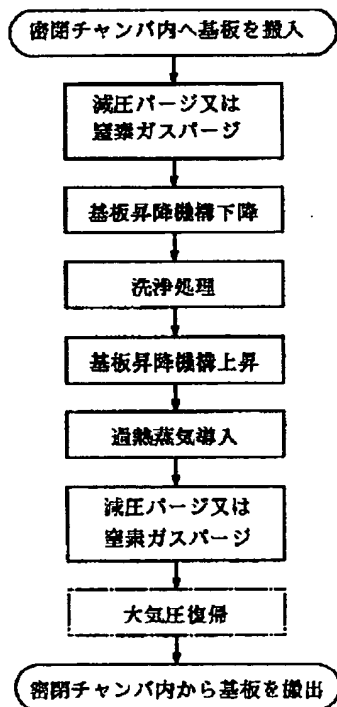 密閉チャンバ内へ基板を搬入
減圧パージ又は
窒素ガスパージ
基板昇降機構下降
洗浄処理
基板昇降機構上昇
過熱蒸気導入
減圧パージ又は
窒素ガスパージ
大気圧復帰
密閉チャンバ内から基板を搬出